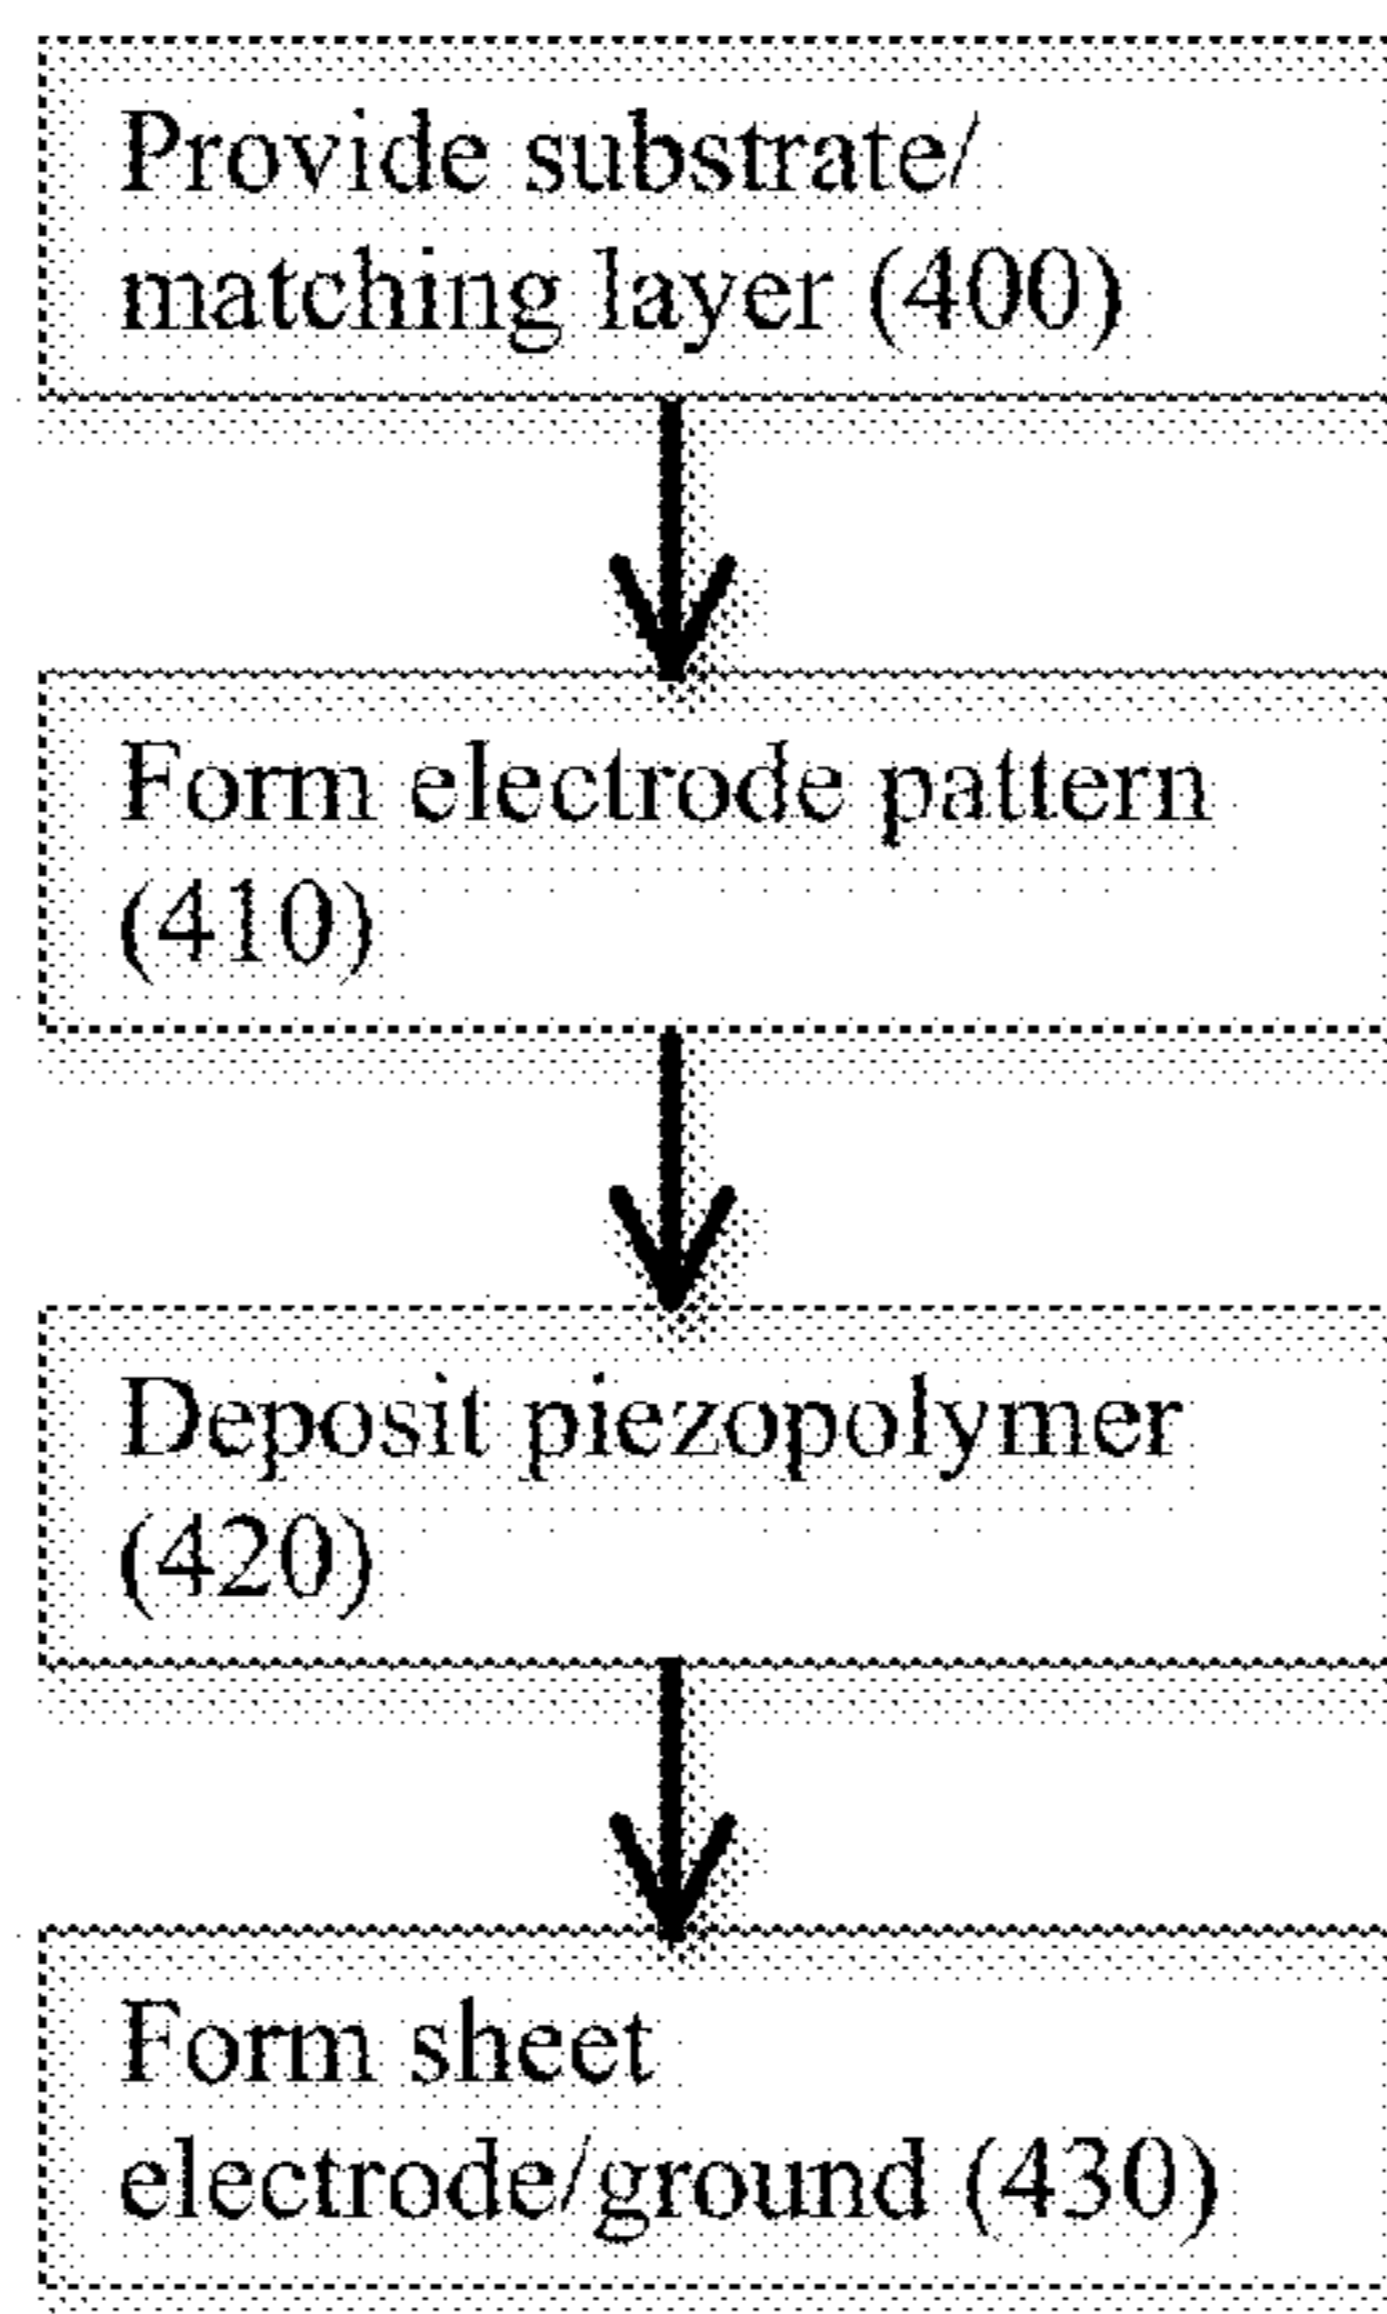 Provide substrate/
matching layer (400)
Form electrode pattern
(410)
Deposit piezopolymer
(420)
Form sheet
electrode/ground (430)